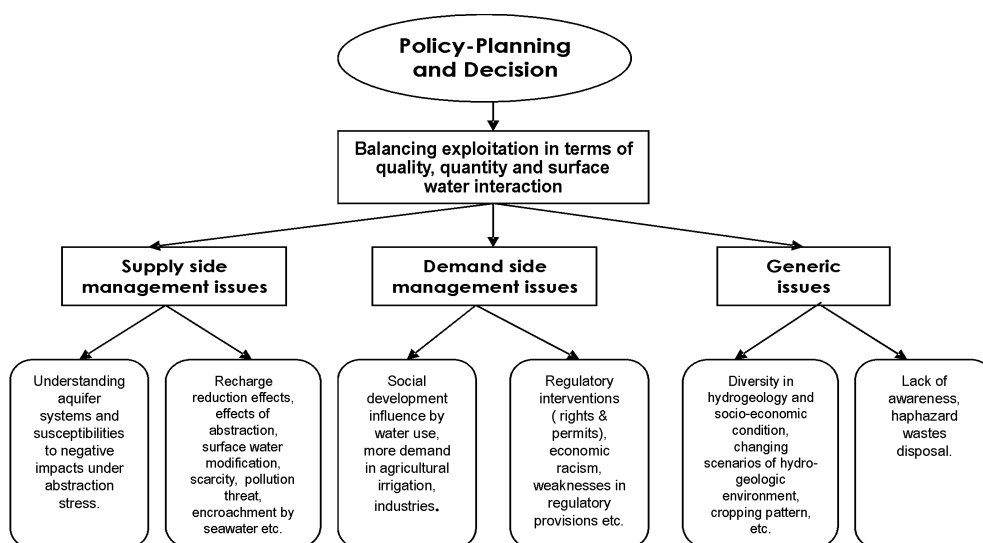 Policy-Planning
and Decision
Balancing exploitation in terms of
quality, quantity and surface
water interaction
Supply side
management issues
Demand side
management issues
Generic
issues
Understanding
aquifer
systems and
susceptibilities
to negative
impacts under
abstraction
stress.
Recharge
reduction effects,
effects of
abstraction,
surface water
modification,
scarcity, pollution
threat,
encroachment by
seawater etc.
Social
development
influence by
water use,
more demand
in agricultural
irrigation,
industries.
Regulatory
interventions
( rights &
permits),
economic
racism,
weaknesses in
regulatory
provisions etc.
Diversity in
hydrogeology and
socio-economic
condition,
changing
scenarios of hydro-
geologic
environment,
cropping pattern,
etc.
Lack of
awareness,
haphazard
wastes
disposal.